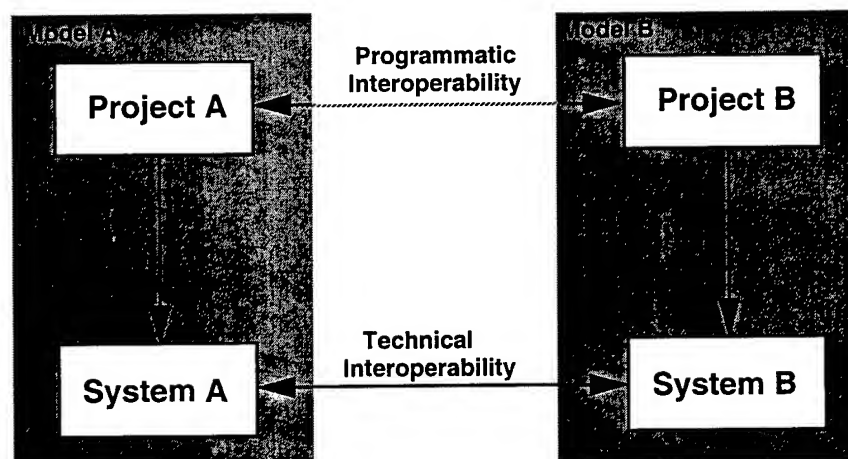 Model A
Model B
Programmatic
Interoperability
Project A
Project B
Technical
Interoperability
System A
System B